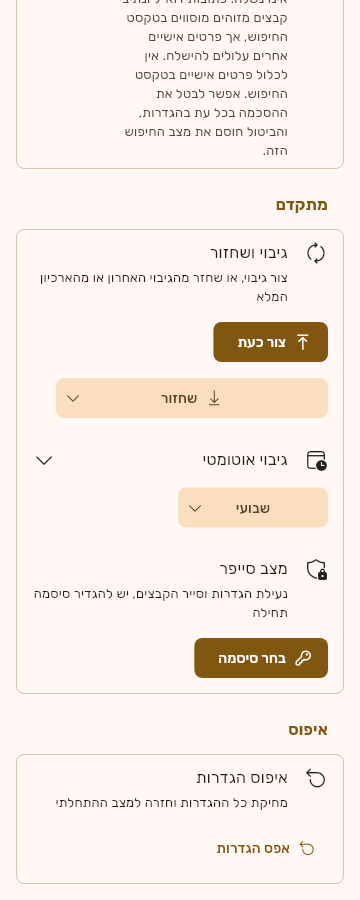 קבצים מזוהים מסווים בטקסט
החיפוש, אך פרטים אישיים
אחרים עלולים להישלח. אין
לכלול פרטים אישיים בטקסט
החיפוש. אפשר לבטל את
ההסכמה בכל עת בהגדרות,
והביטול חוסם את מצב החיפוש
הזה.
מתקדם
גיבוי ושחזור
צור גיבוי, או שחזר מהגיבוי האחרון או מהארכיון
המלא
צור כעת
שחזור
גיבוי אוטומטי
שבועי
מצב סייפר
נעילת הגדרות וסייר הקבצים, יש להגדיר סיסמה
תחילה
בחר סיסמה
איפוס
איפוס הגדרות
מחיקת כל ההגדרות וחזרה למצב ההתחלתי
אפס הגדרות